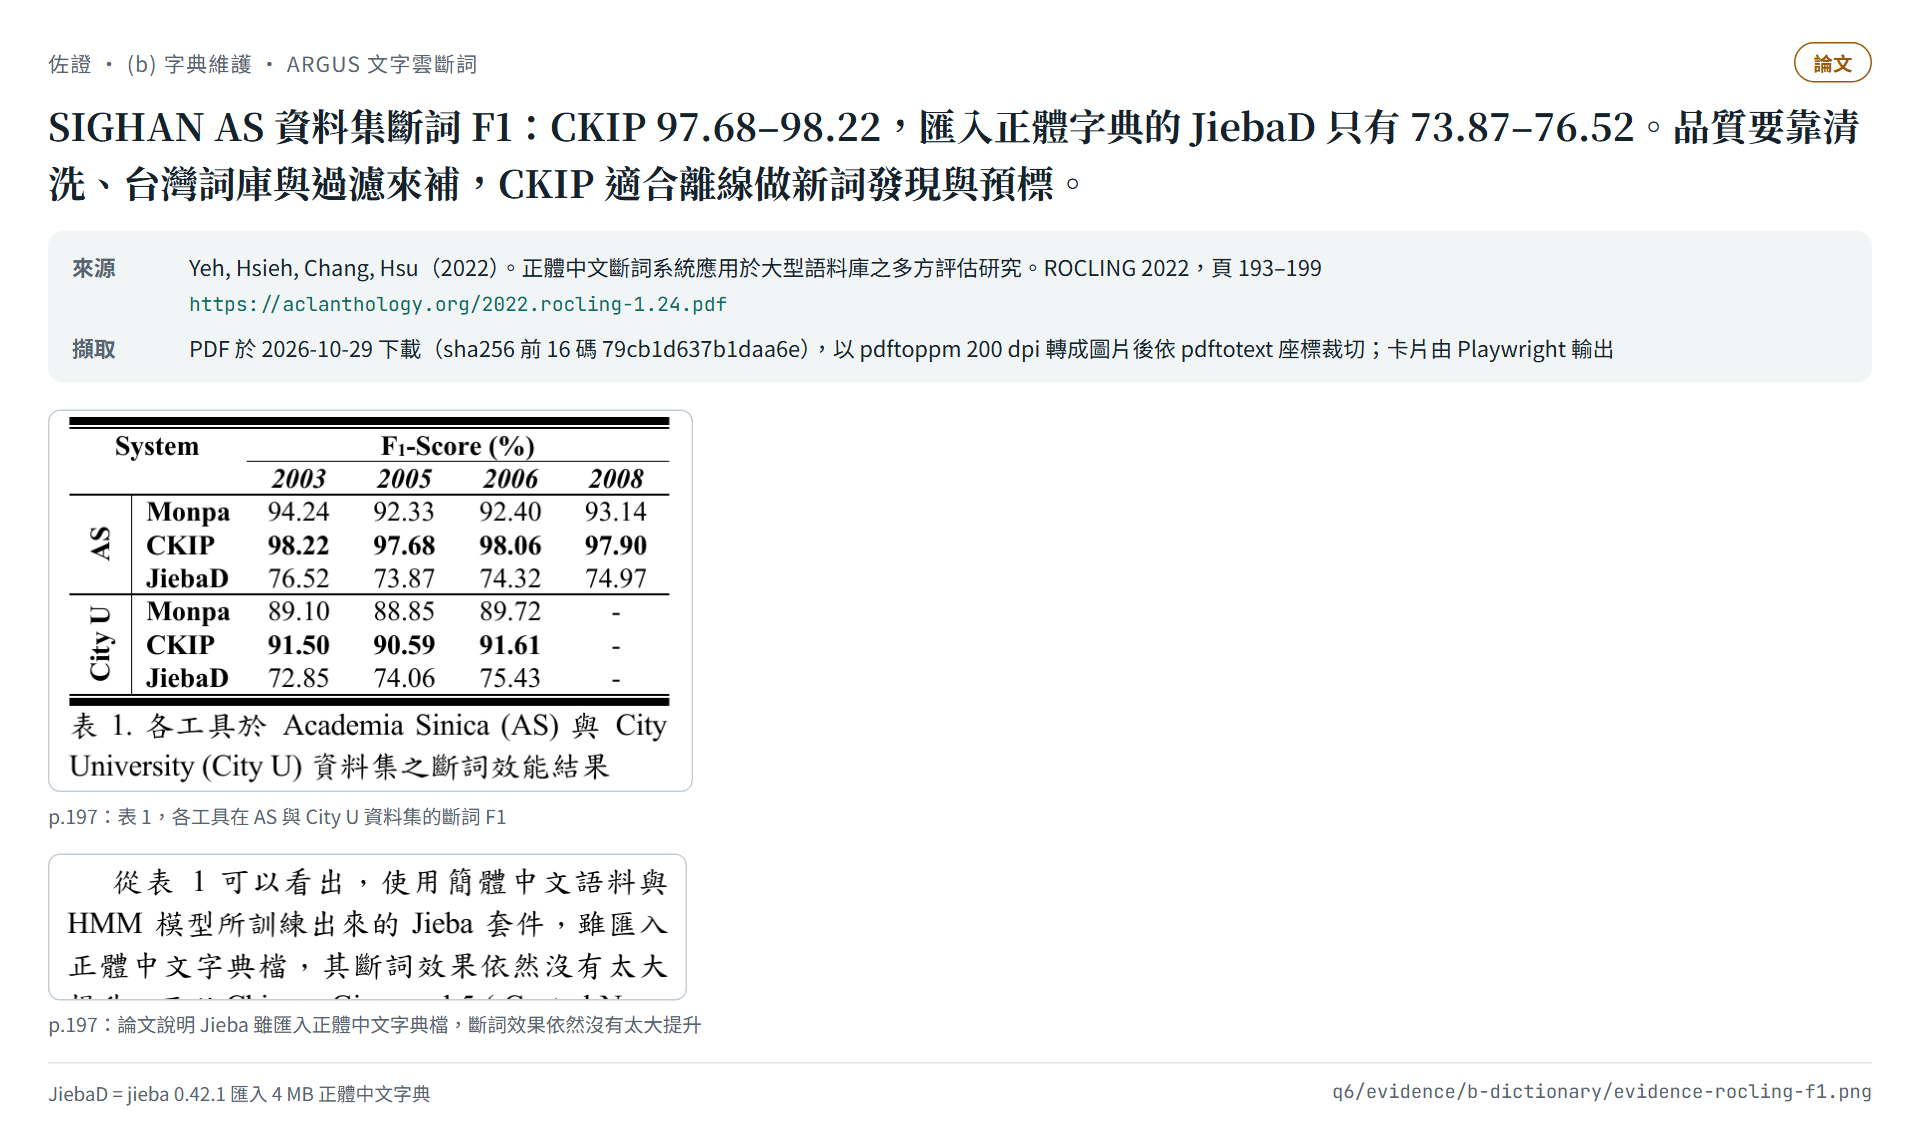 佐證 · (b) 字典維護 · ARGUS 文字雲斷詞
論文
SIGHAN AS 資料集斷詞 F1：CKIP 97.68–98.22，匯入正體字典的 JiebaD 只有 73.87–76.52。品質要靠清
洗、台灣詞庫與過濾來補，CKIP 適合離線做新詞發現與預標。
來源 Yeh, Hsieh, Chang, Hsu（2022）。正體中文斷詞系統應用於大型語料庫之多方評估研究。ROCLING 2022，頁 193–199
https://aclanthology.org/2022.rocling-1.24.pdf
擷取 PDF 於 2026-10-29 下載（sha256 前 16 碼 79cb1d637b1daa6e），以 pdftoppm 200 dpi 轉成圖片後依 pdftotext 座標裁切；卡片由 Playwright 輸出
System F₁-Score (%)
2003 2005 2006 2008
AS
Monpa 94.24 92.33 92.40 93.14
CKIP 98.22 97.68 98.06 97.90
JiebaD 76.52 73.87 74.32 74.97
City U
Monpa 89.10 88.85 89.72 -
CKIP 91.50 90.59 91.61 -
JiebaD 72.85 74.06 75.43 -
表 1. 各工具於 Academia Sinica (AS) 與 City
University (City U) 資料集之斷詞效能結果
p.197：表 1，各工具在 AS 與 City U 資料集的斷詞 F1
從表 1 可以看出，使用簡體中文語料與
HMM 模型所訓練出來的 Jieba 套件，雖匯入
正體中文字典檔，其斷詞效果依然沒有太大
p.197：論文說明 Jieba 雖匯入正體中文字典檔，斷詞效果依然沒有太大提升
JiebaD = jieba 0.42.1 匯入 4 MB 正體中文字典
q6/evidence/b-dictionary/evidence-rocling-f1.png